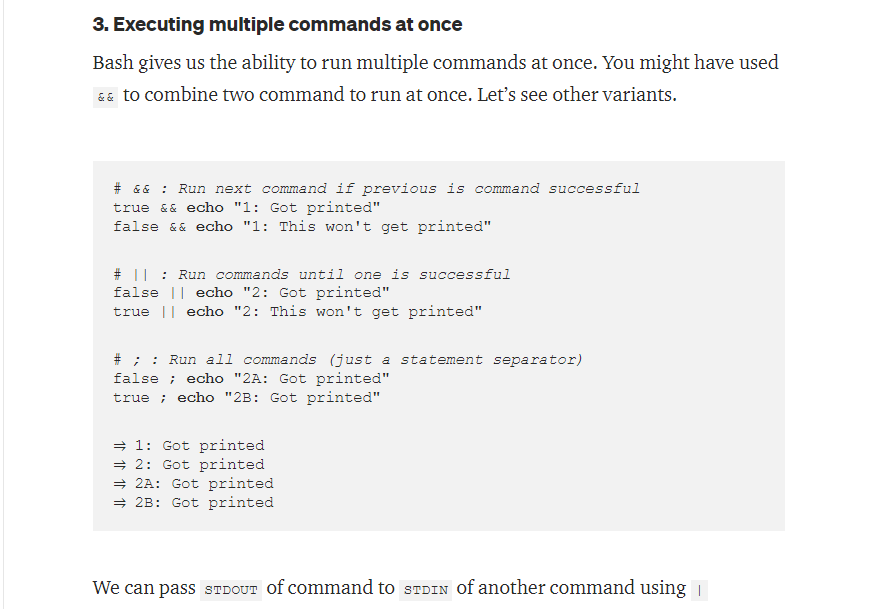 3. Executing multiple commands at once
Bash gives us the ability to run multiple commands at once. You might have used
&& to combine two command to run at once. Let’s see other variants.
# && : Run next command if previous is command successful
true && echo "1: Got printed"
false && echo "1: This won't get printed"
# || : Run commands until one is successful
false || echo "2: Got printed"
true || echo "2: This won't get printed"
# ; : Run all commands (just a statement separator)
false ; echo "2A: Got printed"
true ; echo "2B: Got printed"
⇒ 1: Got printed
⇒ 2: Got printed
⇒ 2A: Got printed
⇒ 2B: Got printed
We can pass STDOUT of command to STDIN of another command using |